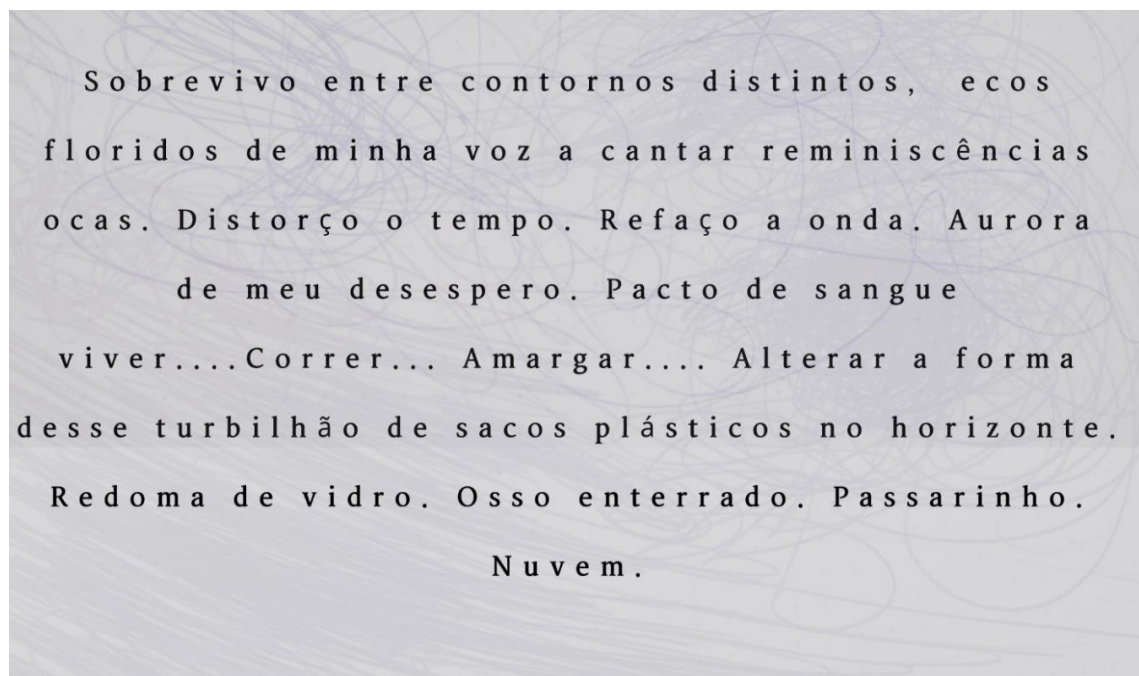 Sobrevivo entre contornos distintos, ecos
floridos de minha voz a cantar reminiscências
ocas. Distorço o tempo. Refaço a onda. Aurora
de meu desespero. Pacto de sangue
viver....Correr... Amargar.... Alterar a forma
desse turbilhão de sacos plásticos no horizonte.
Redoma de vidro. Osso enterrado. Passarinho.
Nuvem.